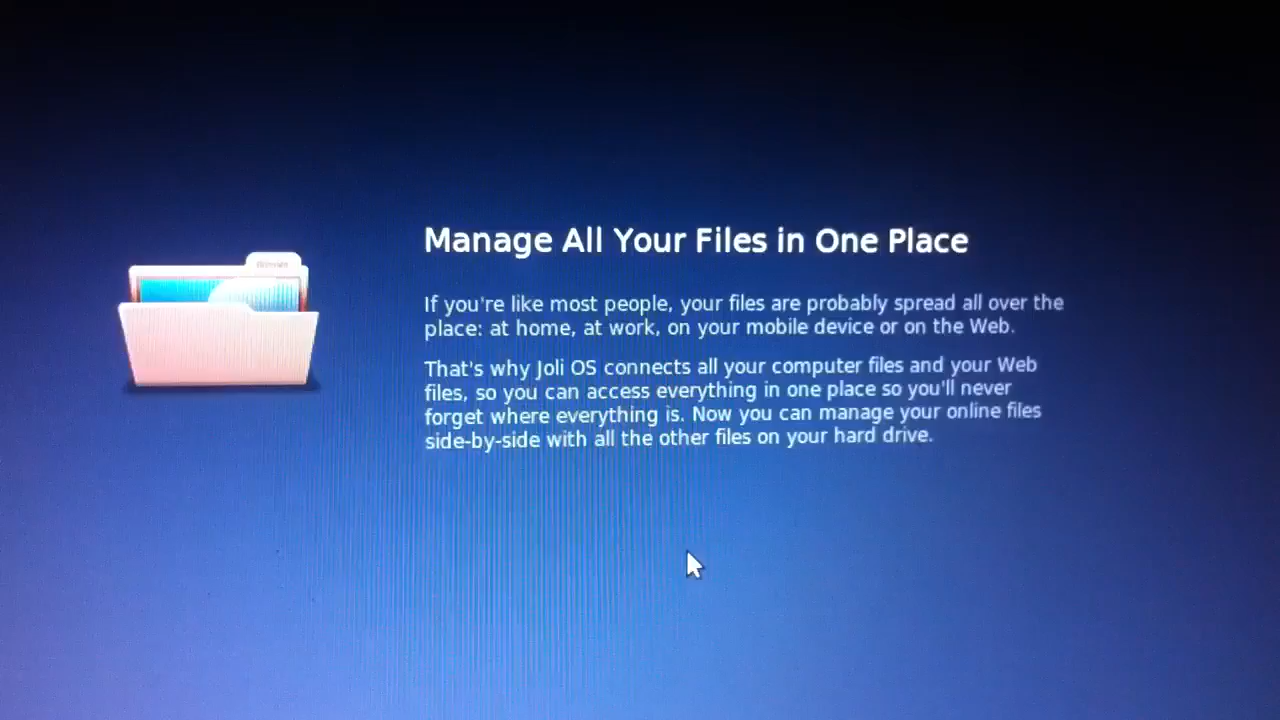 Manage All Your Files in One Place
If you're like most people, your files are probably spread all over the
place: at home, at work, on your mobile device or on the Web.
That's why Joli OS connects all your computer files and your Web
files, so you can access everything in one place so you'll never
forget where everything is. Now you can manage your online files
side-by-side with all the other files on your hard drive.